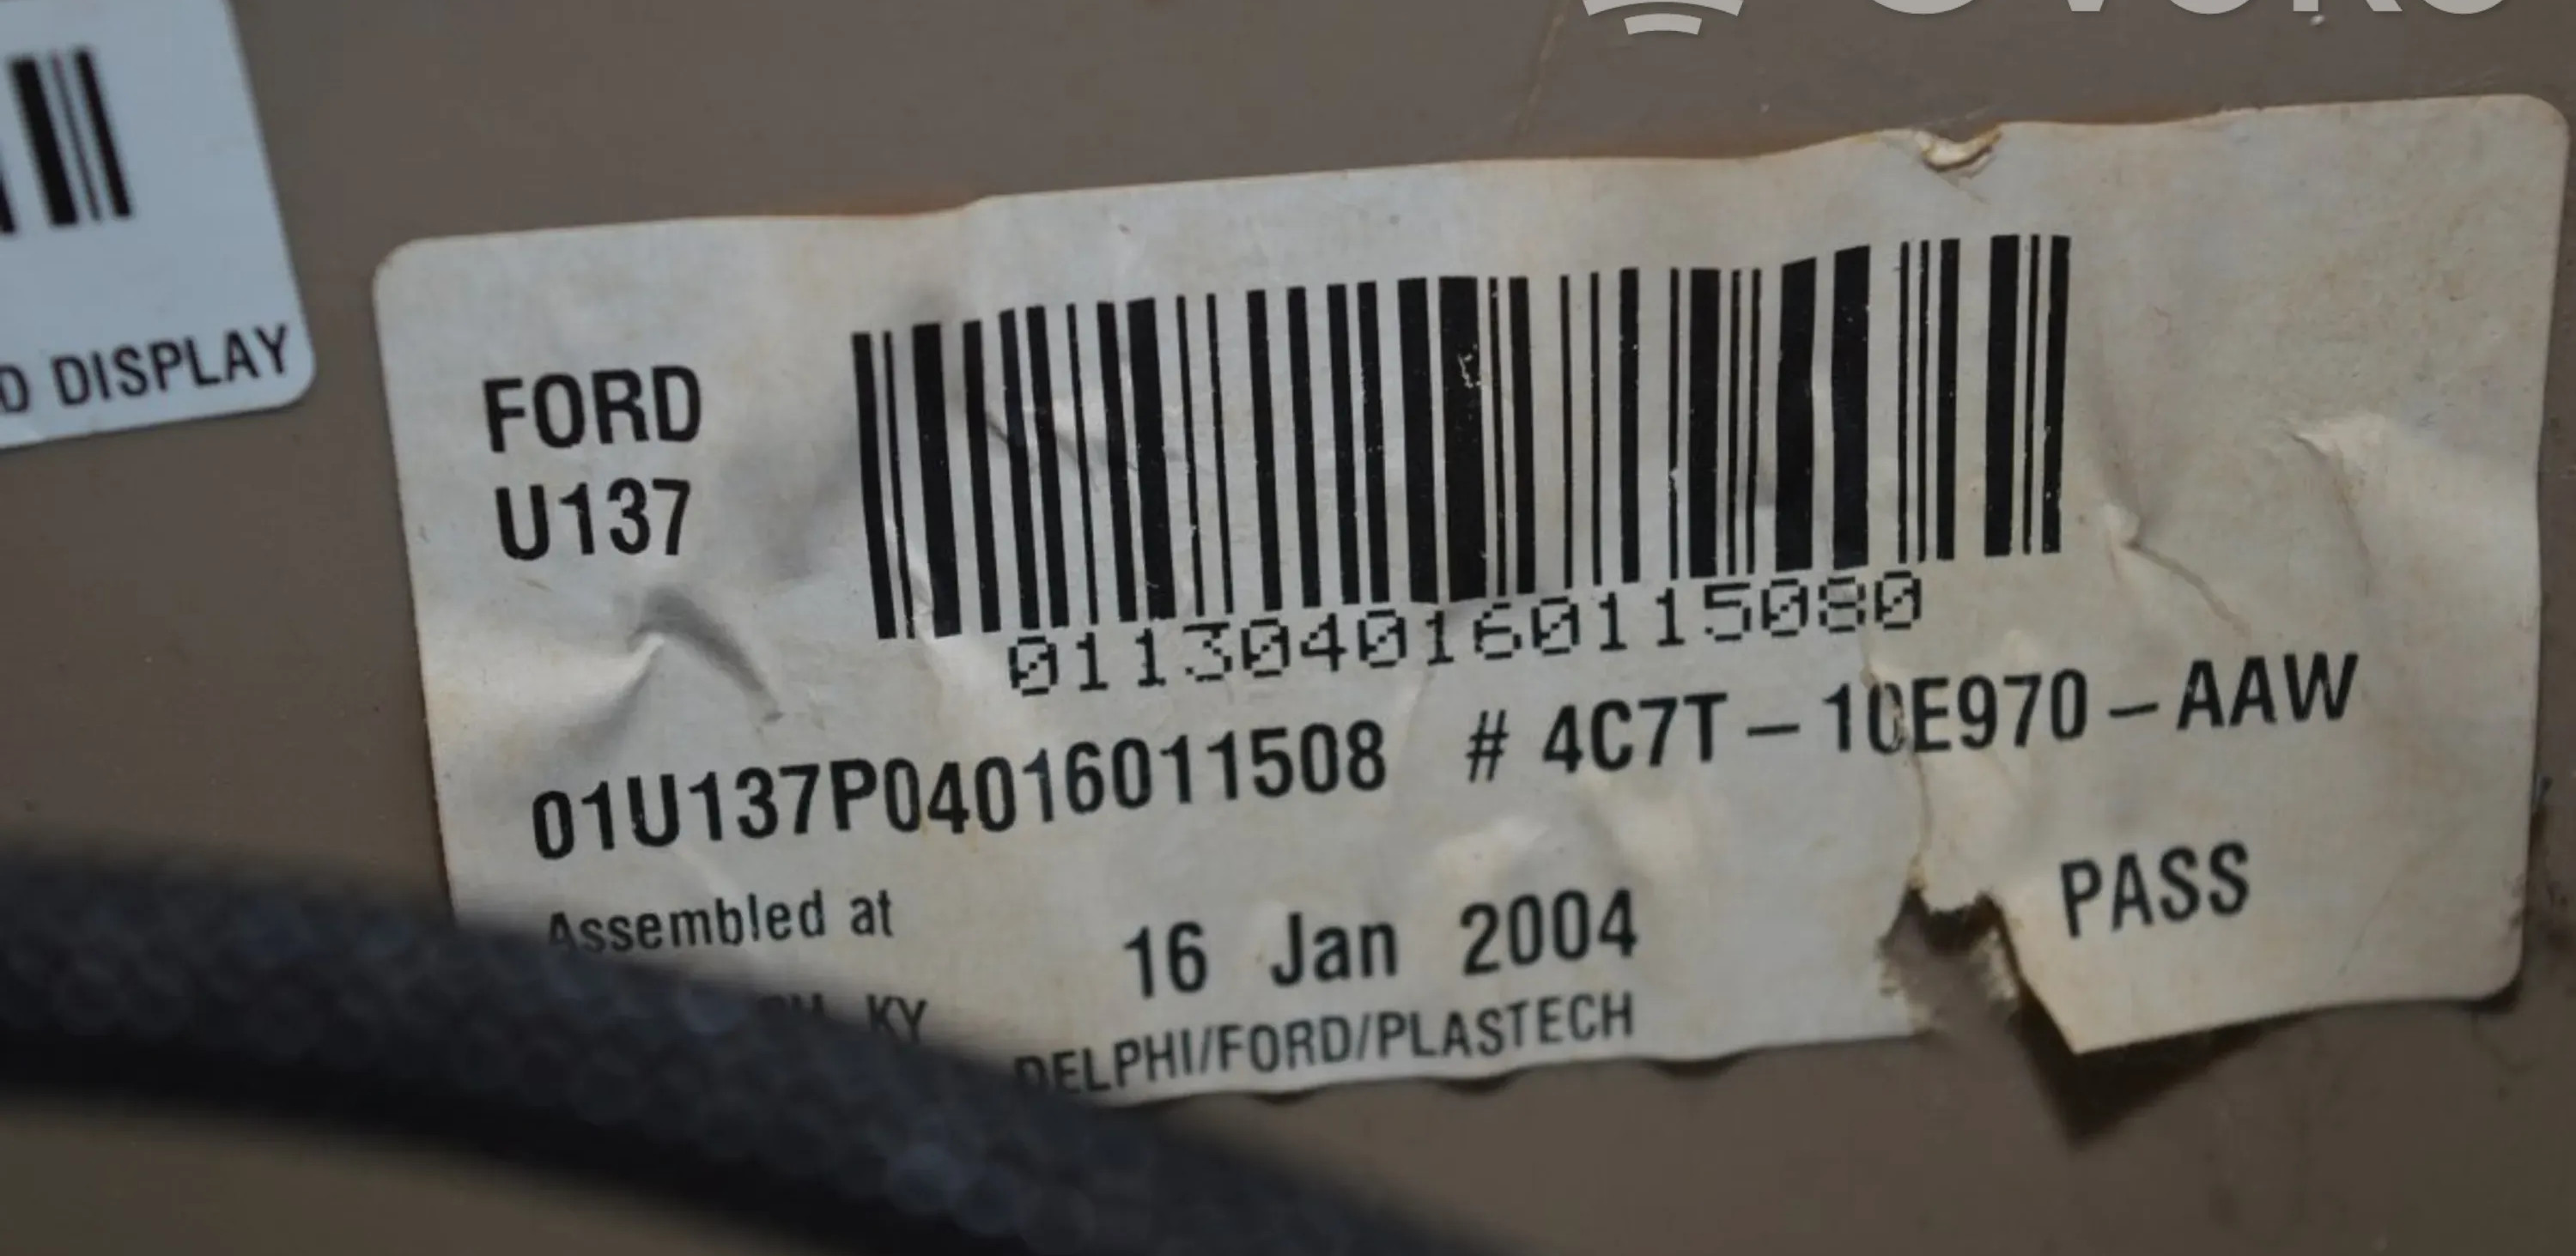 D DISPLAY
FORD
U137
0113040160115080
01U137P04016011508 # 4C7T-10E970-AAW
Assembled at
KY
16 Jan 2004
PASS
DELPHI/FORD/PLASTECH